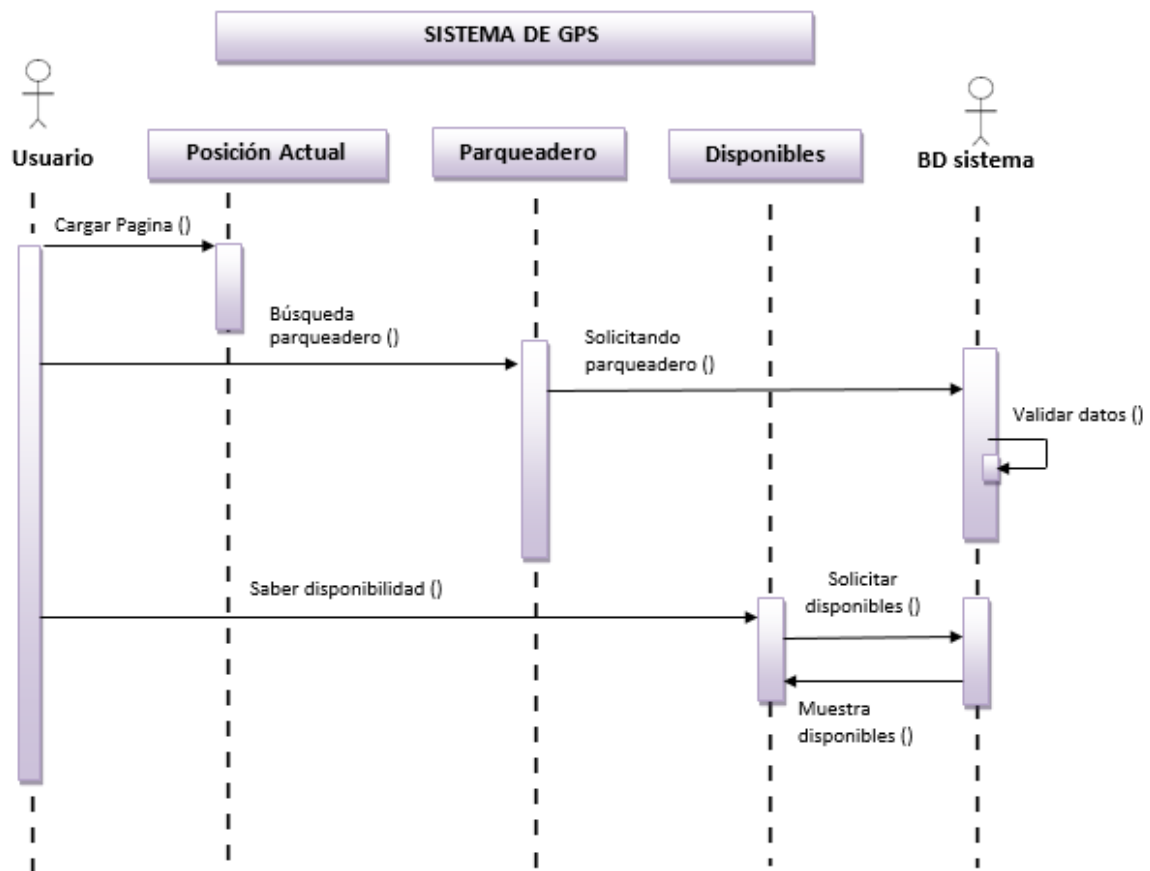 SISTEMA DE GPS
Usuario
Posición Actual
Parqueadero
Disponibles
BD sistema
Cargar Pagina ()
Búsqueda
parqueadero ()
Solicitando
parqueadero ()
Validar datos ()
Saber disponibilidad ()
Solicitar
disponibles ()
Muestra
disponibles ()